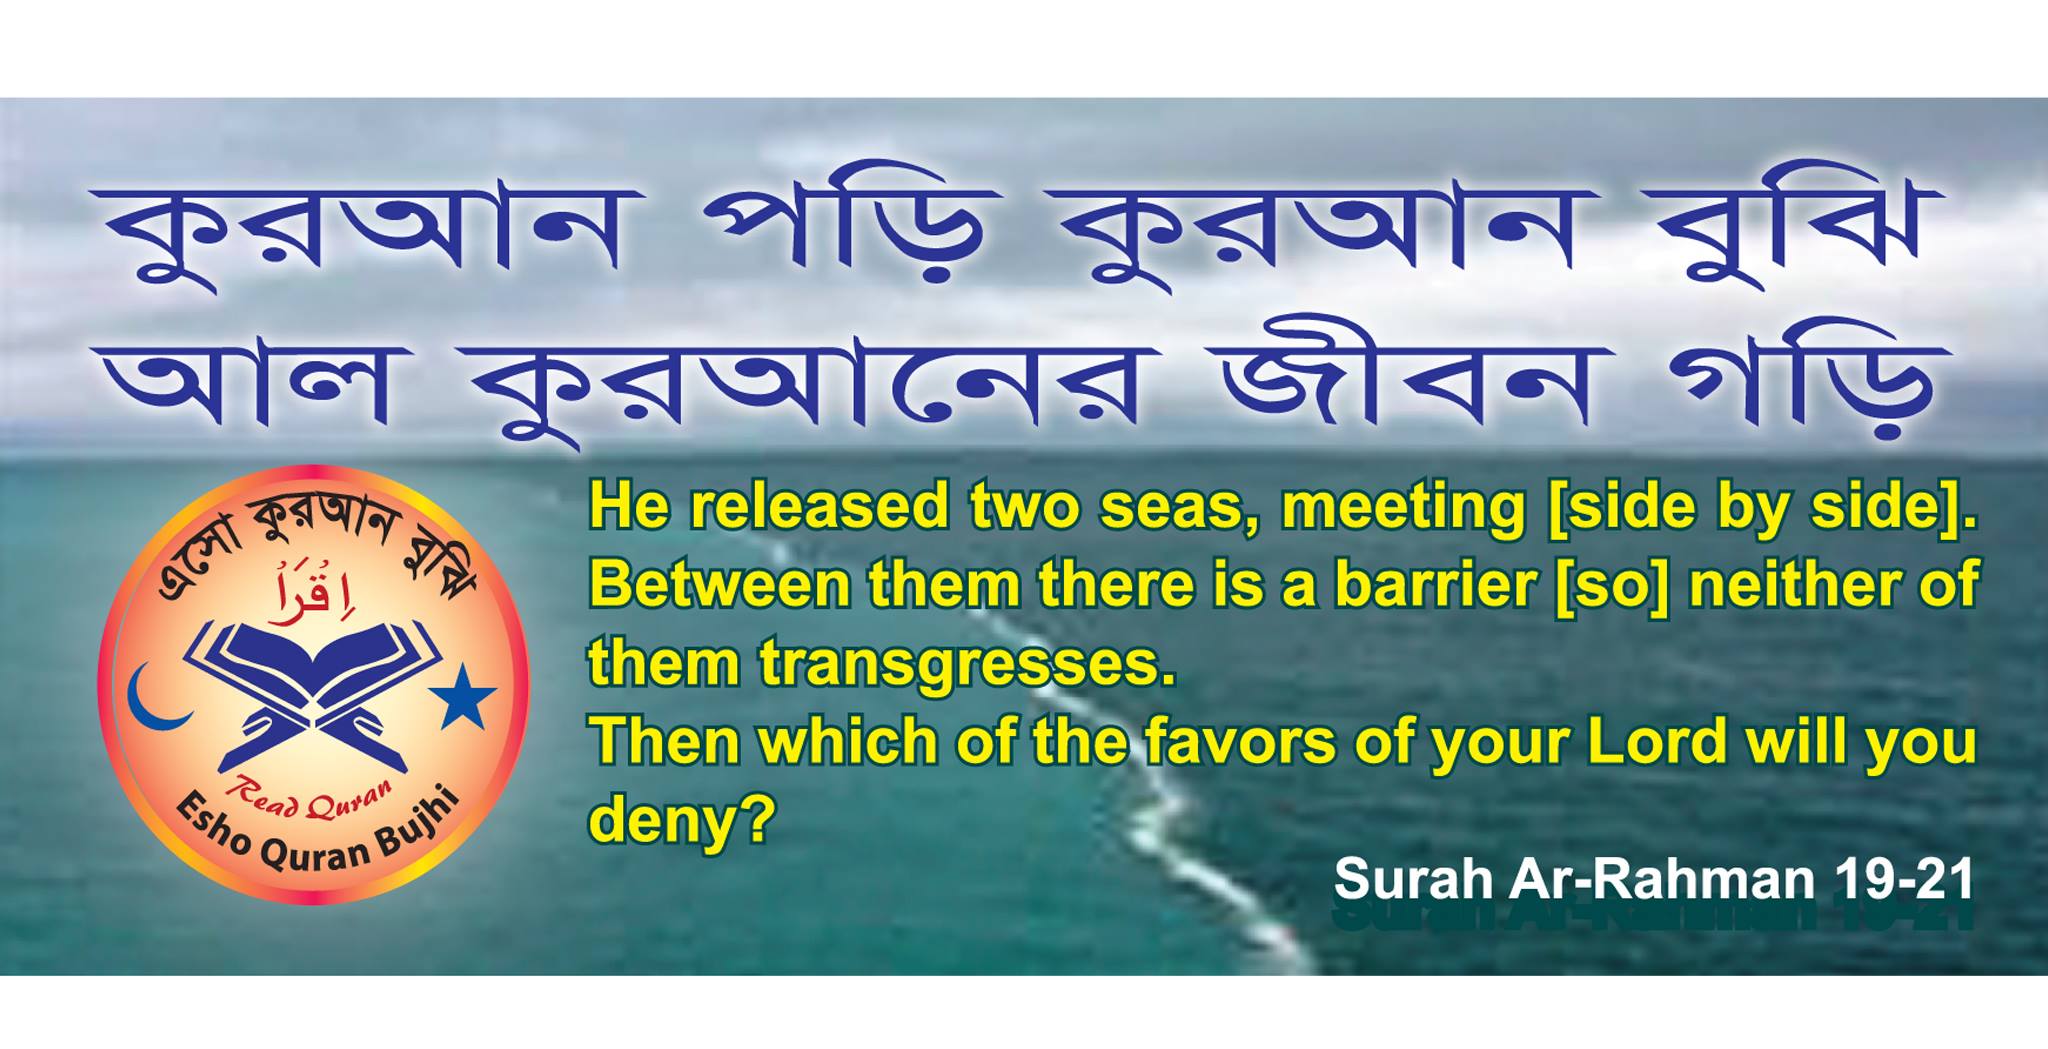 কুরআন পড়ি কুরআন বুঝি
আল কুরআনের জীবন গড়ি
এসো কুরআন বুঝি
اِقْرَاْ
Read Quran
Esho Quran Bujhi
He released two seas, meeting [side by side].
Between them there is a barrier [so] neither of
them transgresses.
Then which of the favors of your Lord will you
deny?
Surah Ar-Rahman 19-21